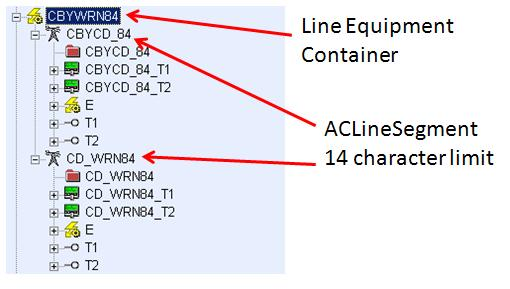 CBYWRN84
CBYCD_84
CBYCD_84
CBYCD_84_T1
CBYCD_84_T2
E
T1
T2
CD_WRN84
CD_WRN84
CD_WRN84_T1
CD_WRN84_T2
E
T1
T2
Line Equipment
Container
ACLineSegment
14 character limit